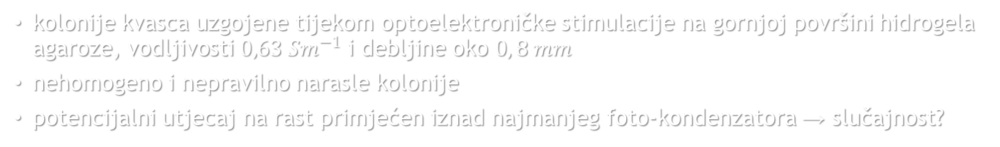 • kolonije kvasca uzgojene tijekom optoelektroničke stimulacije na gornjoj površini hidrogela
agaroze, vodljivosti 0,63 Sm⁻¹ i debljine oko 0,8 mm
• nehomogeno i nepravilno narasle kolonije
• potencijalni utjecaj na rast primjećen iznad najmanjeg foto-kondenzatora → slučajnost?